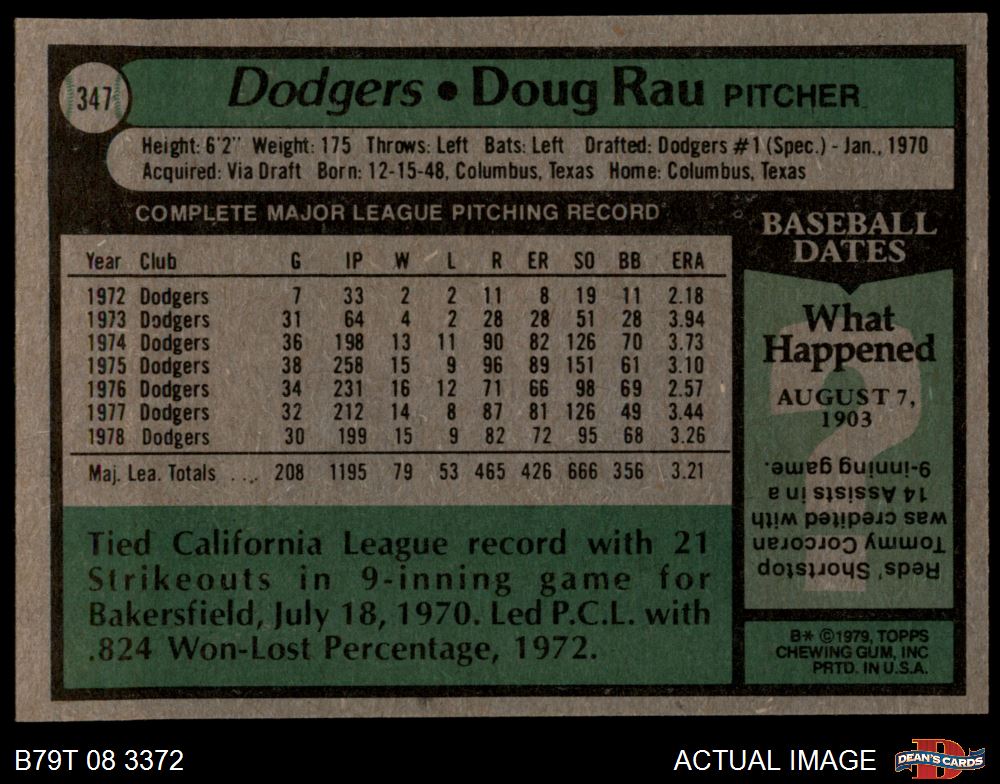 347
Dodgers • Doug Rau PITCHER
Height: 6'2" Weight: 175 Throws: Left Bats: Left Drafted: Dodgers #1 (Spec.) - Jan., 1970
Acquired: Via Draft Born: 12-15-48, Columbus, Texas Home: Columbus, Texas
COMPLETE MAJOR LEAGUE PITCHING RECORD
Year Club G IP W L R ER SO BB ERA
1972 Dodgers 7 33 2 2 11 8 19 11 2.18
1973 Dodgers 31 64 4 2 28 28 51 28 3.94
1974 Dodgers 36 198 13 11 90 82 126 70 3.73
1975 Dodgers 38 258 15 9 96 89 151 61 3.10
1976 Dodgers 34 231 16 12 71 66 98 69 2.57
1977 Dodgers 32 212 14 8 87 81 126 49 3.44
1978 Dodgers 30 199 15 9 82 72 95 68 3.26
Maj. Lea. Totals .... 208 1195 79 53 465 426 666 356 3.21
Tied California League record with 21
Strikeouts in 9-inning game for
Bakersfield, July 18, 1970. Led P.C.L. with
.824 Won-Lost Percentage, 1972.
BASEBALL
DATES
What
Happened
AUGUST 7,
1903
Reds' Shortstop
Tommy Corcoran
was credited with
14 Assists in a
9-inning game.
B* ©1979, TOPPS
CHEWING GUM, INC
PRTD. IN U.S.A.
B79T 08 3372
ACTUAL IMAGE
DEAN'S CARDS